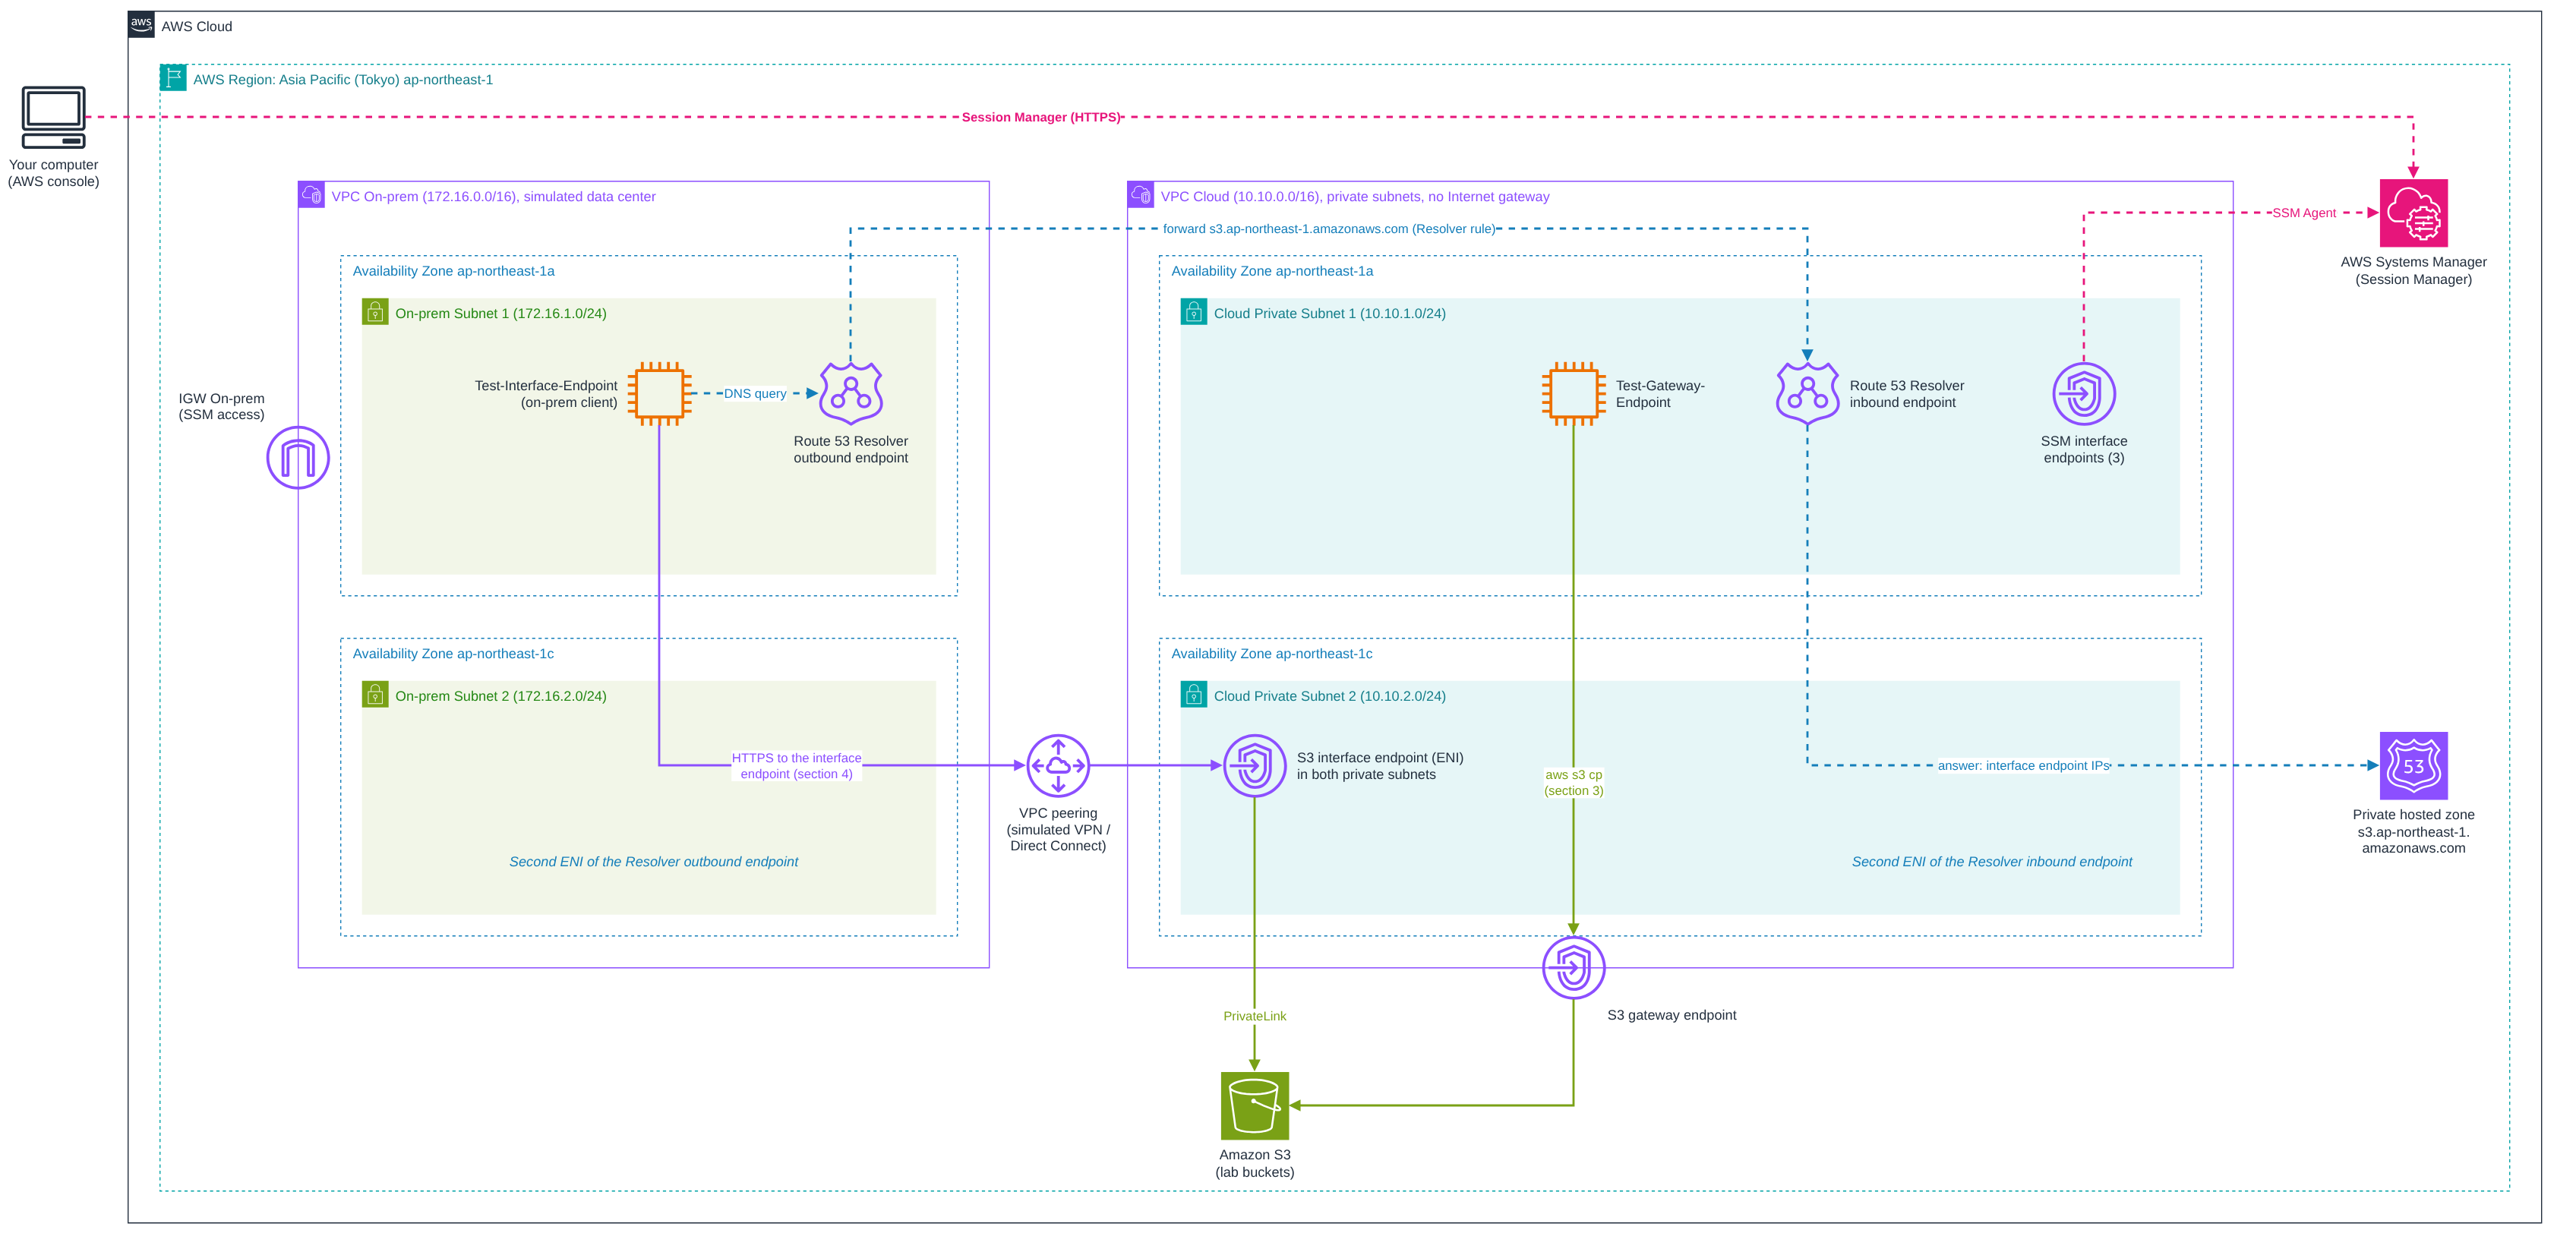 aws
AWS Cloud
AWS Region: Asia Pacific (Tokyo) ap-northeast-1
Session Manager (HTTPS)
Your computer
(AWS console)
VPC On-prem (172.16.0.0/16), simulated data center
VPC Cloud (10.10.0.0/16), private subnets, no Internet gateway
SSM Agent
forward s3.ap-northeast-1.amazonaws.com (Resolver rule)
AWS Systems Manager
(Session Manager)
Availability Zone ap-northeast-1a
Availability Zone ap-northeast-1a
On-prem Subnet 1 (172.16.1.0/24)
Cloud Private Subnet 1 (10.10.1.0/24)
IGW On-prem
(SSM access)
Test-Interface-Endpoint
(on-prem client)
DNS query
Route 53 Resolver
outbound endpoint
Test-Gateway-
Endpoint
Route 53 Resolver
inbound endpoint
SSM interface
endpoints (3)
Availability Zone ap-northeast-1c
Availability Zone ap-northeast-1c
On-prem Subnet 2 (172.16.2.0/24)
Cloud Private Subnet 2 (10.10.2.0/24)
HTTPS to the interface
endpoint (section 4)
VPC peering
(simulated VPN /
Direct Connect)
S3 interface endpoint (ENI)
in both private subnets
aws s3 cp
(section 3)
answer: interface endpoint IPs
53
Private hosted zone
s3.ap-northeast-1.
amazonaws.com
Second ENI of the Resolver outbound endpoint
Second ENI of the Resolver inbound endpoint
PrivateLink
S3 gateway endpoint
Amazon S3
(lab buckets)